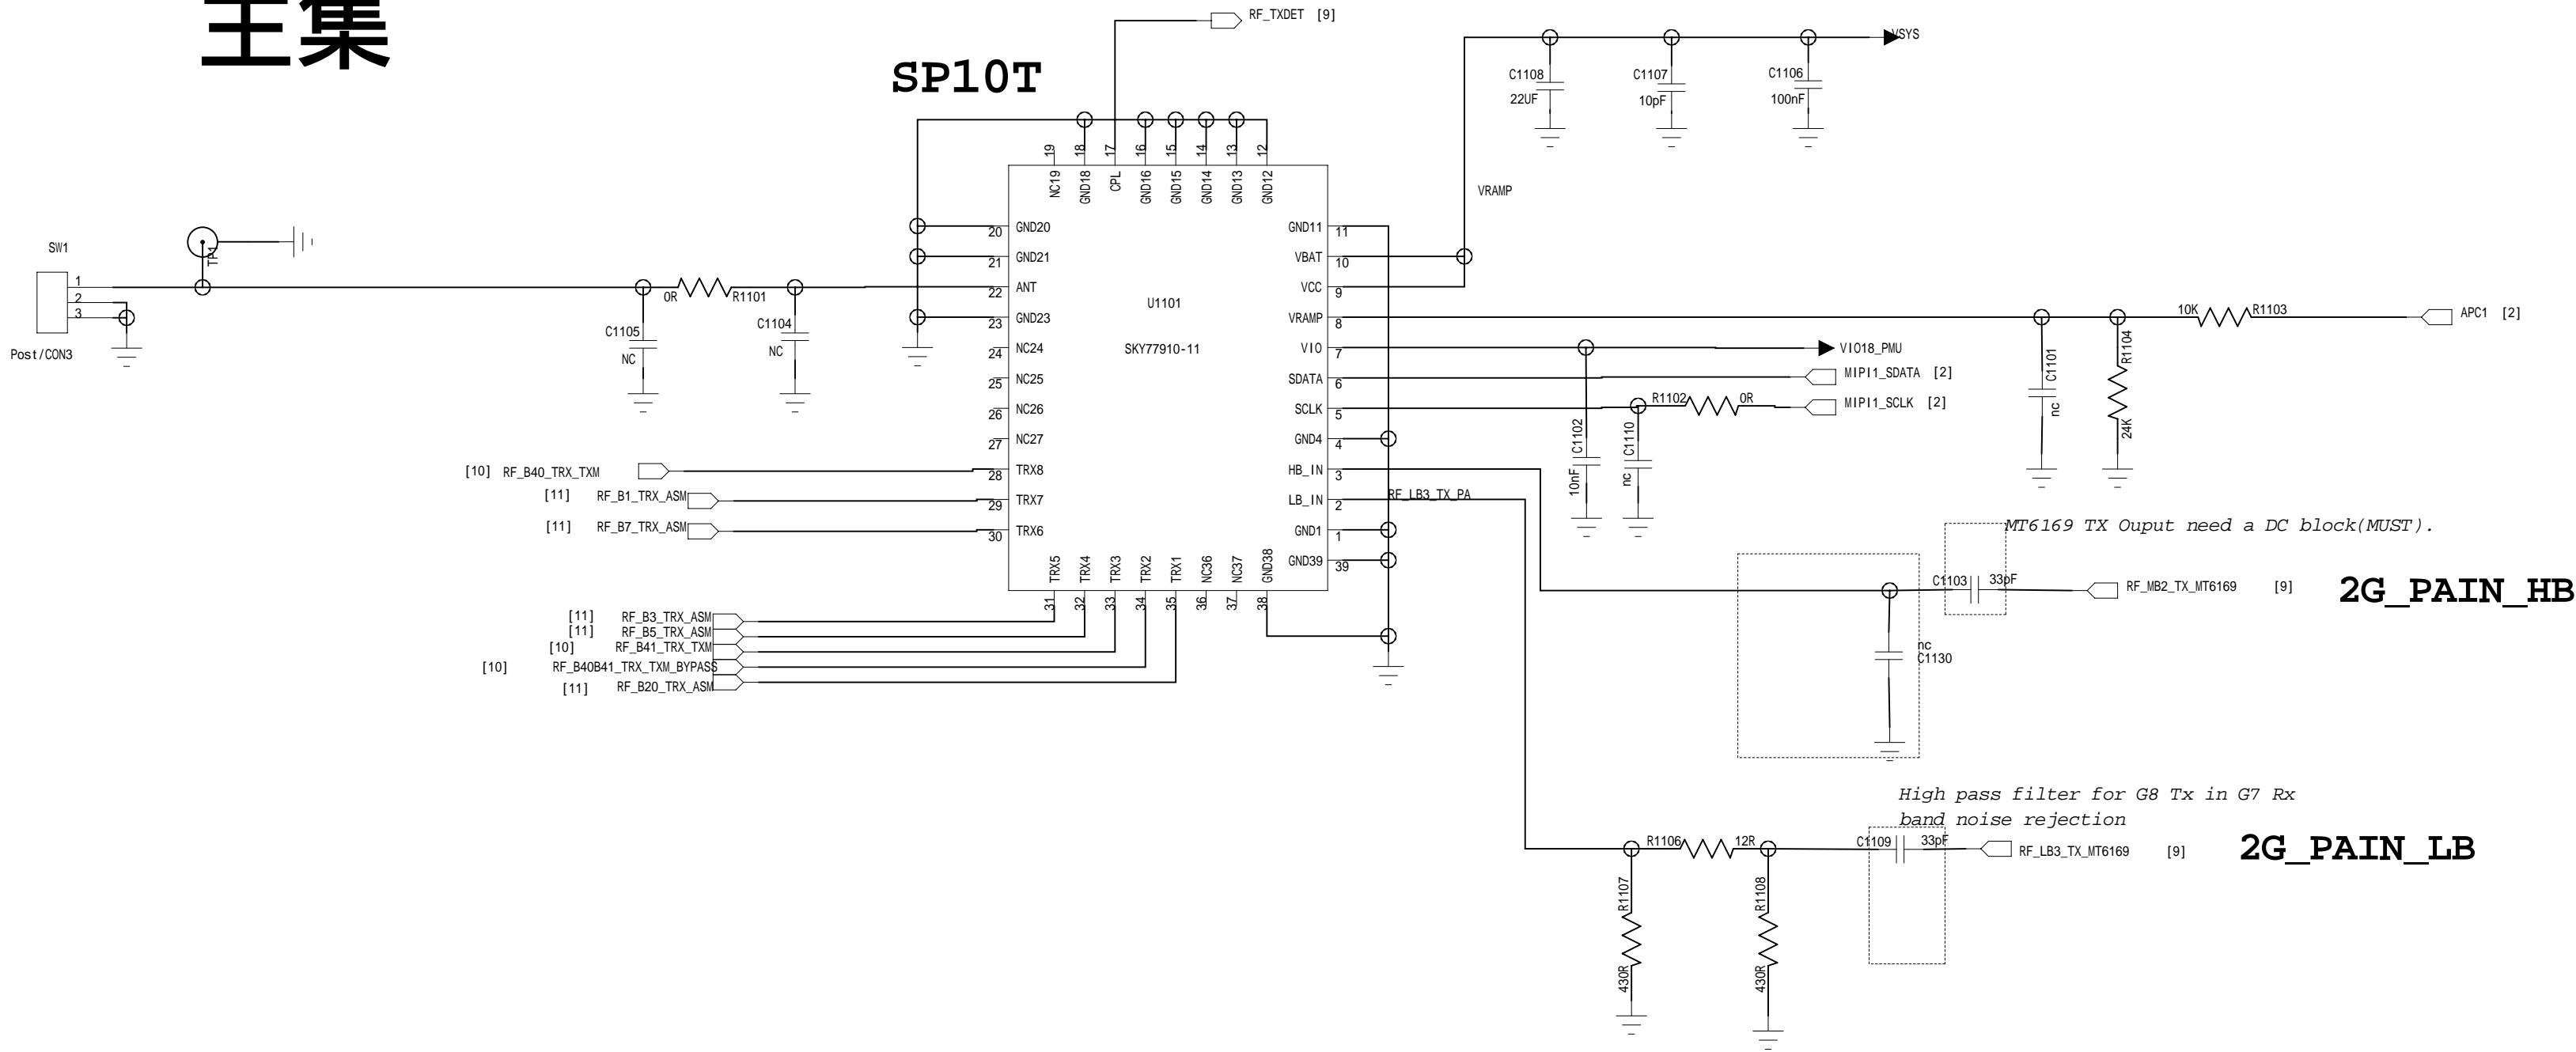 主集
RF_TXDET [9]
VSYS
SP10T
C1108
22UF
C1107
10pF
C1106
100nF
19
18
17
16
15
14
13
12
NC19
GND18
CPL
GND16
GND15
GND14
GND13
GND12
VRAMP
SW1
TP1
1
2
3
Post/CON3
C1105
NC
0R
R1101
C1104
NC
20 GND20
21 GND21
22 ANT
23 GND23
24 NC24
25 NC25
26 NC26
27 NC27
28 TRX8
29 TRX7
30 TRX6
U1101
SKY77910-11
GND11 11
VBAT 10
VCC 9
VRAMP 8
VIO 7
SDATA 6
SCLK 5
GND4 4
HB_IN 3
LB_IN 2
GND1 1
GND39 39
10K
R1103
APC1 [2]
C1101
nc
R1104
24K
VIO18_PMU
MIPI1_SDATA [2]
R1102
0R
MIPI1_SCLK [2]
C1102
10nF
C1110
nc
[10] RF_B40_TRX_TXM
[11] RF_B1_TRX_ASM
[11] RF_B7_TRX_ASM
RF_LB3_TX_PA
TRX5
TRX4
TRX3
TRX2
TRX1
NC36
NC37
GND38
31
32
33
34
35
36
37
38
[11] RF_B3_TRX_ASM
[11] RF_B5_TRX_ASM
[10] RF_B41_TRX_TXM
[10] RF_B40B41_TRX_TXM_BYPASS
[11] RF_B20_TRX_ASM
MT6169 TX Ouput need a DC block(MUST).
C1103
33pF
RF_MB2_TX_MT6169 [9]
2G_PAIN_HB
nc
C1130
High pass filter for G8 Tx in G7 Rx
band noise rejection
R1106
12R
C1109
33pF
RF_LB3_TX_MT6169 [9]
2G_PAIN_LB
R1107
430R
R1108
430R